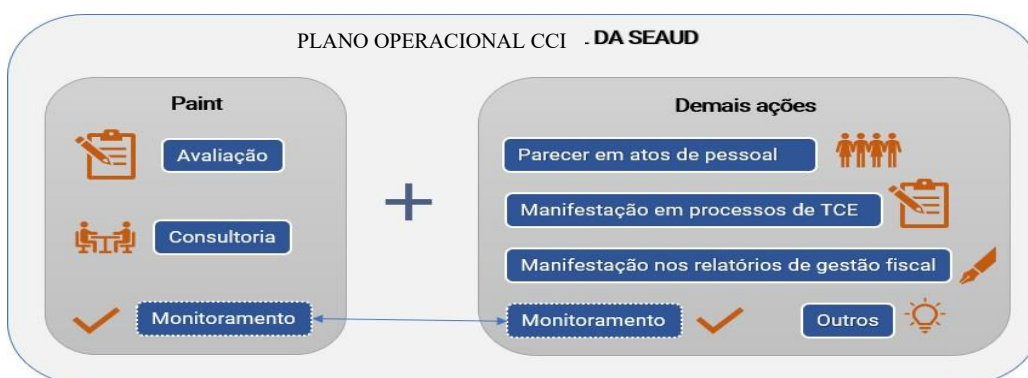 PLANO OPERACIONAL CCI - DA SEAUD
Paint
Avaliação
Consultoria
Monitoramento
+
Demais ações
Parecer em atos de pessoal
Manifestação em processos de TCE
Manifestação nos relatórios de gestão fiscal
Monitoramento
Outros